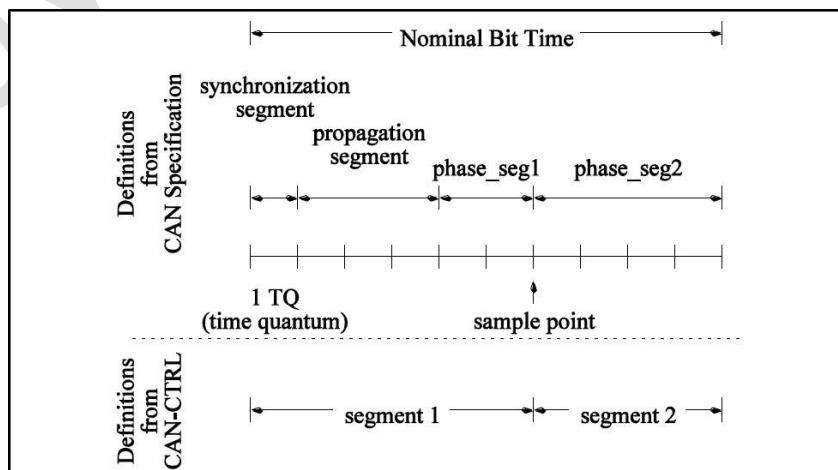 Nominal Bit Time
Definitions
from
CAN Specification
synchronization
segment
propagation
segment
phase_seg1
phase_seg2
1 TQ
(time quantum)
sample point
Definitions
from
CAN-CTRL
segment 1
segment 2